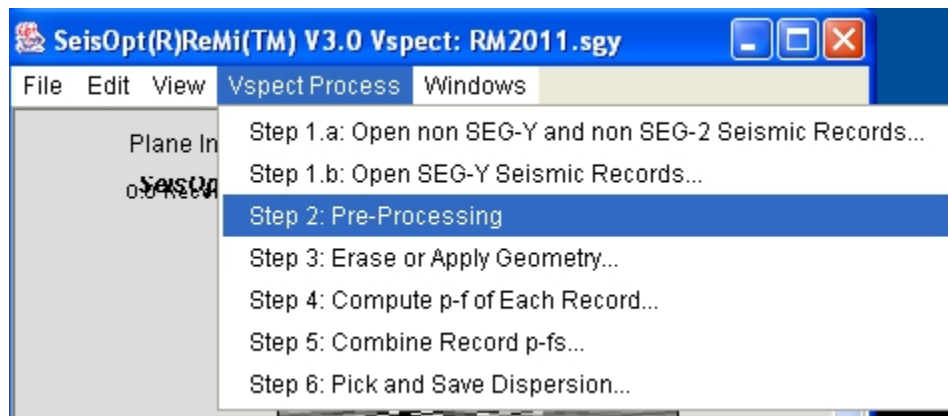 SeisOpt(R)ReMi(TM) V3.0 Vspect: RM2011.sgy
File Edit View Vspect Process Windows
Step 1.a: Open non SEG-Y and non SEG-2 Seismic Records...
Plane In
Step 1.b: Open SEG-Y Seismic Records...
SeisOp
Step 2: Pre-Processing
Step 3: Erase or Apply Geometry...
Step 4: Compute p-f of Each Record...
Step 5: Combine Record p-fs...
Step 6: Pick and Save Dispersion...